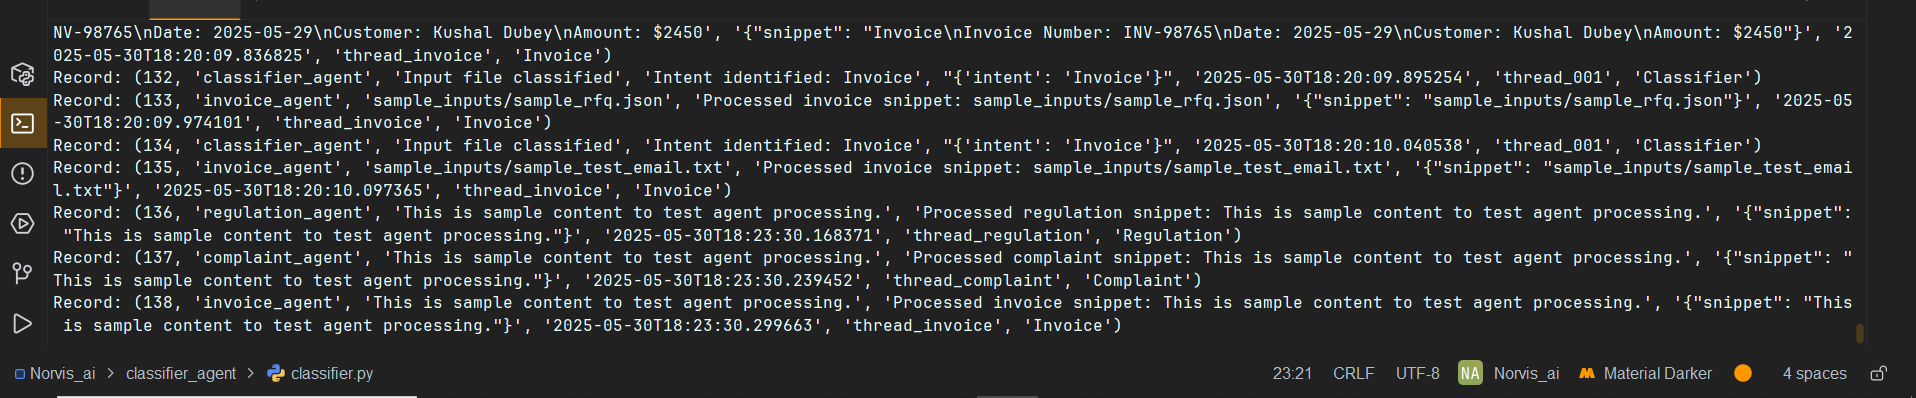 NV-98765\nDate: 2025-05-29\nCustomer: Kushal Dubey\nAmount: $2450', '{"snippet": "Invoice\nInvoice Number: INV-98765\nDate: 2025-05-29\nCustomer: Kushal Dubey\nAmount: $2450"}', '2
025-05-30T18:20:09.836825', 'thread_invoice', 'Invoice')
Record: (132, 'classifier_agent', 'Input file classified', 'Intent identified: Invoice', "{'intent': 'Invoice'}", '2025-05-30T18:20:09.895254', 'thread_001', 'Classifier')
Record: (133, 'invoice_agent', 'sample_inputs/sample_rfq.json', 'Processed invoice snippet: sample_inputs/sample_rfq.json', '{"snippet": "sample_inputs/sample_rfq.json"}', '2025-05
-30T18:20:09.974101', 'thread_invoice', 'Invoice')
Record: (134, 'classifier_agent', 'Input file classified', 'Intent identified: Invoice', "{'intent': 'Invoice'}", '2025-05-30T18:20:10.040538', 'thread_001', 'Classifier')
Record: (135, 'invoice_agent', 'sample_inputs/sample_test_email.txt', 'Processed invoice snippet: sample_inputs/sample_test_email.txt', '{"snippet": "sample_inputs/sample_test_emai
l.txt"}', '2025-05-30T18:20:10.097365', 'thread_invoice', 'Invoice')
Record: (136, 'regulation_agent', 'This is sample content to test agent processing.', 'Processed regulation snippet: This is sample content to test agent processing.', '{"snippet":
"This is sample content to test agent processing."}', '2025-05-30T18:23:30.168371', 'thread_regulation', 'Regulation')
Record: (137, 'complaint_agent', 'This is sample content to test agent processing.', 'Processed complaint snippet: This is sample content to test agent processing.', '{"snippet": "
This is sample content to test agent processing."}', '2025-05-30T18:23:30.239452', 'thread_complaint', 'Complaint')
Record: (138, 'invoice_agent', 'This is sample content to test agent processing.', 'Processed invoice snippet: This is sample content to test agent processing.', '{"snippet": "This
is sample content to test agent processing."}', '2025-05-30T18:23:30.299663', 'thread_invoice', 'Invoice')
Norvis_ai > classifier_agent > classifier.py 23:21 CRLF UTF-8 NA Norvis_ai Material Darker 4 spaces